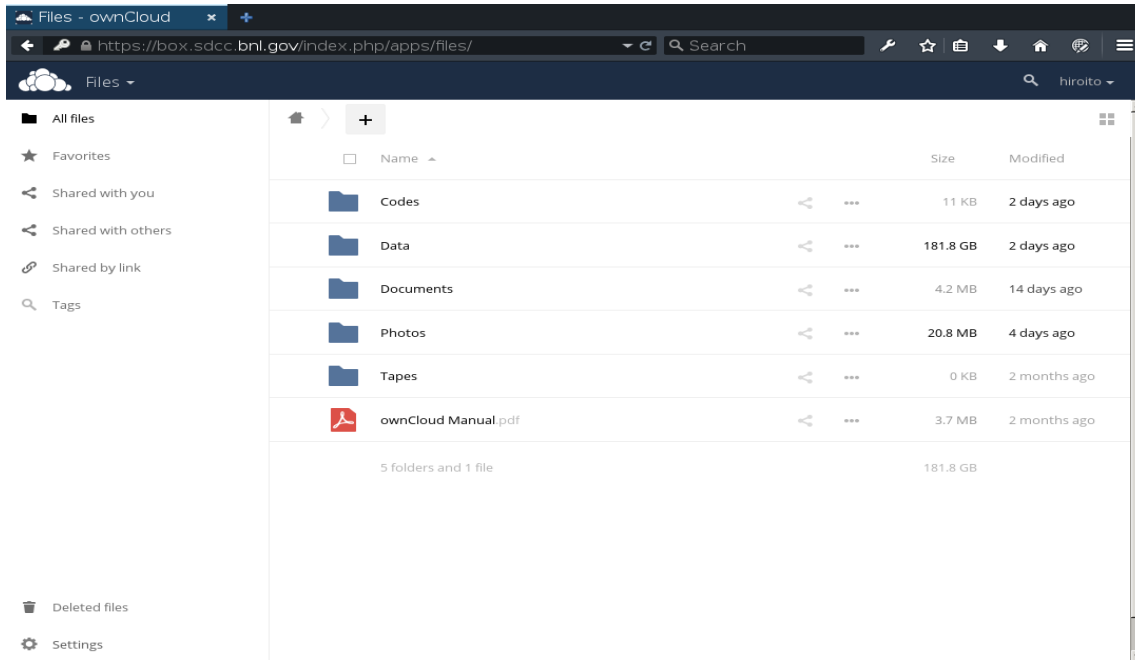 Files - ownCloud
https://box.sdcc.bnl.gov/index.php/apps/files/ Search
Files hiroito
All files
Favorites
Shared with you
Shared with others
Shared by link
Tags
Deleted files
Settings
Name Size Modified
Codes 11 KB 2 days ago
Data 181.8 GB 2 days ago
Documents 4.2 MB 14 days ago
Photos 20.8 MB 4 days ago
Tapes 0 KB 2 months ago
ownCloud Manual.pdf 3.7 MB 2 months ago
5 folders and 1 file 181.8 GB